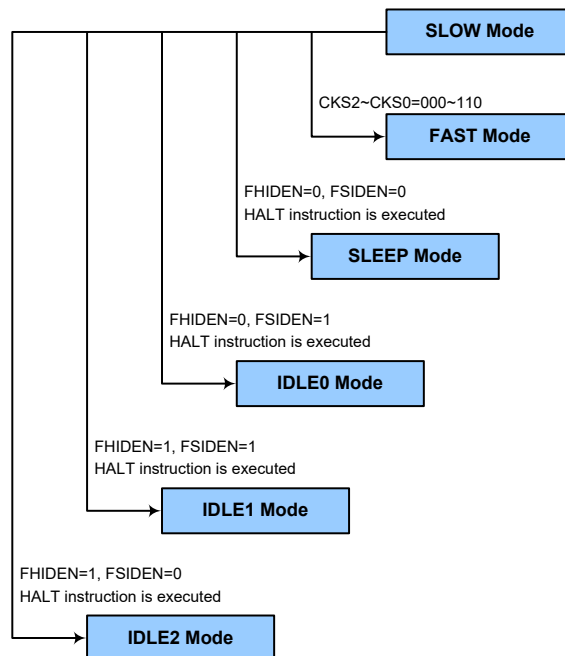 SLOW Mode
CKS2~CKS0=000~110
FAST Mode
FHIDEN=0, FSIDEN=0
HALT instruction is executed
SLEEP Mode
FHIDEN=0, FSIDEN=1
HALT instruction is executed
IDLE0 Mode
FHIDEN=1, FSIDEN=1
HALT instruction is executed
IDLE1 Mode
FHIDEN=1, FSIDEN=0
HALT instruction is executed
IDLE2 Mode